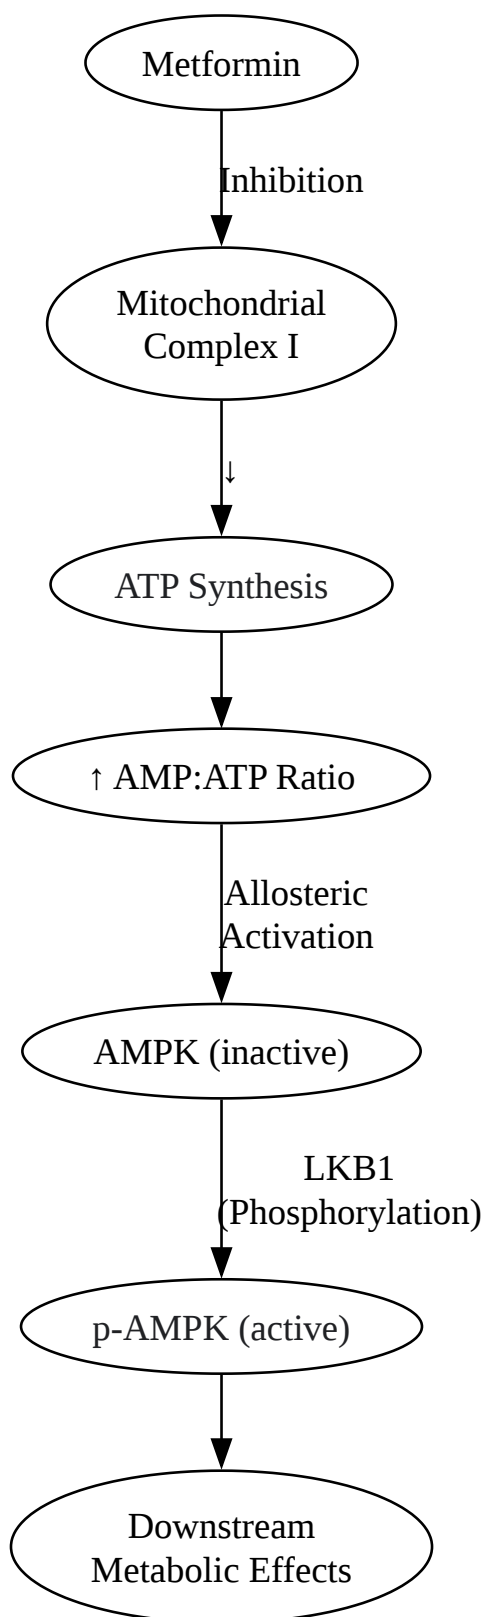 Metformin
Inhibition
Mitochondrial
Complex I
↓
ATP Synthesis
↑ AMP:ATP Ratio
Allosteric
Activation
AMPK (inactive)
LKB1
(Phosphorylation)
p-AMPK (active)
Downstream
Metabolic Effects